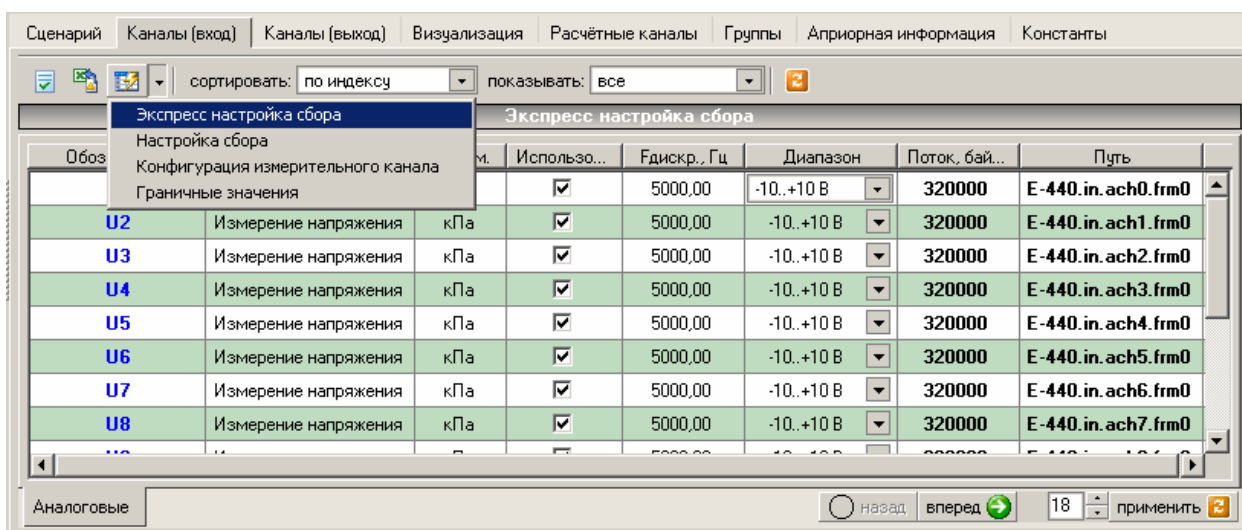 Сценарий Каналы (вход) Каналы (выход) Визуализация Расчётные каналы Группы Априорная информация Константы
сортировать: по индексу показывать: все
Экспресс настройка сбора
Экспресс настройка сбора
Настройка сбора
Конфигурация измерительного канала
Граничные значения
Обоз м. Использо... Fдискр., Гц Диапазон Поток, бай... Путь
5000,00 -10..+10 В 320000 E-440.in.ach0.frm0
U2 Измерение напряжения кПа 5000,00 -10..+10 В 320000 E-440.in.ach1.frm0
U3 Измерение напряжения кПа 5000,00 -10..+10 В 320000 E-440.in.ach2.frm0
U4 Измерение напряжения кПа 5000,00 -10..+10 В 320000 E-440.in.ach3.frm0
U5 Измерение напряжения кПа 5000,00 -10..+10 В 320000 E-440.in.ach4.frm0
U6 Измерение напряжения кПа 5000,00 -10..+10 В 320000 E-440.in.ach5.frm0
U7 Измерение напряжения кПа 5000,00 -10..+10 В 320000 E-440.in.ach6.frm0
U8 Измерение напряжения кПа 5000,00 -10..+10 В 320000 E-440.in.ach7.frm0
Аналоговые назад вперед 18 применить